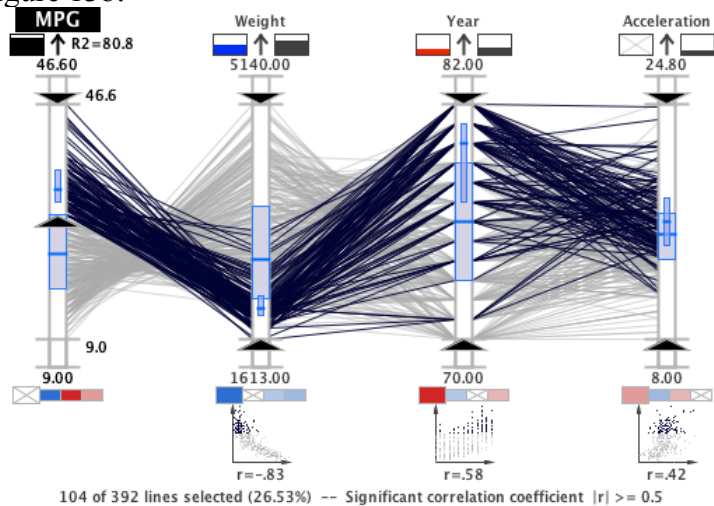 MPG Weight Year Acceleration
R2=80.8
46.60 5140.00 82.00 24.80
46.6
9.0
9.00 1613.00 70.00 8.00
r=-.83 r=.58 r=.42
104 of 392 lines selected (26.53%) -- Significant correlation coefficient |r| >= 0.5